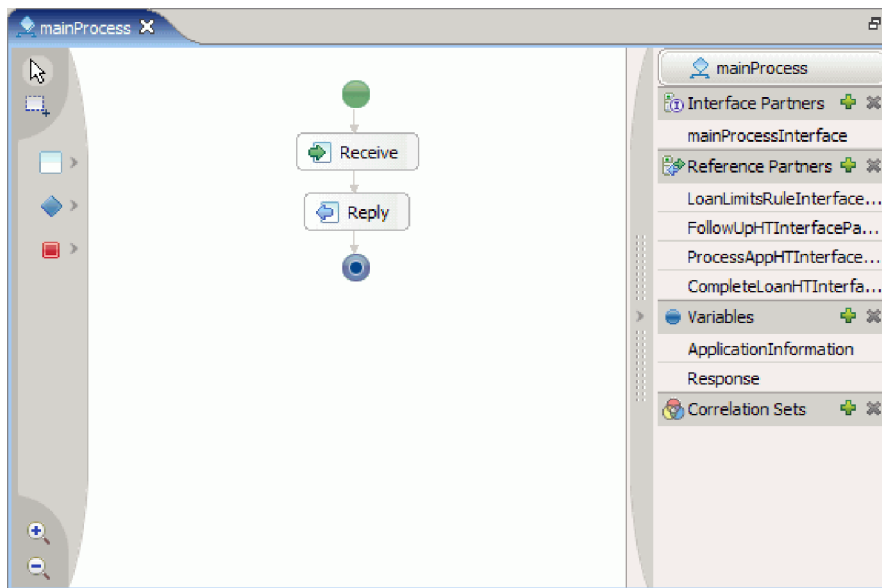 mainProcess
Receive
Reply
mainProcess
Interface Partners
mainProcessInterface
Reference Partners
LoanLimitsRuleInterface...
FollowUpHTInterfacePa...
ProcessAppHTInterface...
CompleteLoanHTInterfa...
Variables
ApplicationInformation
Response
Correlation Sets